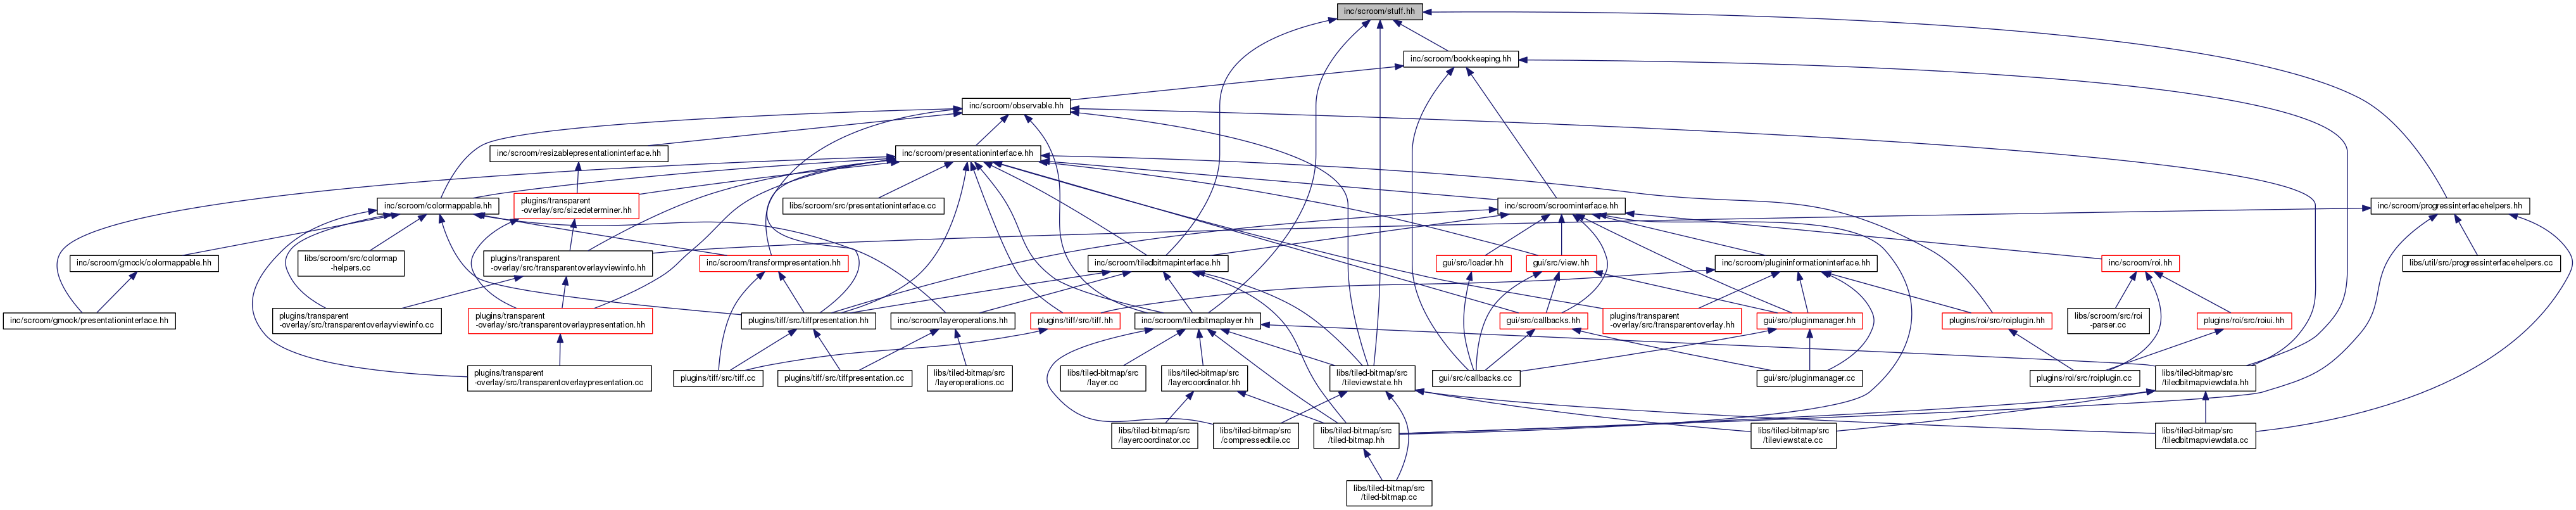 inc/scroom/stuff.hh
inc/scroom/bookkeeping.hh
inc/scroom/observable.hh
inc/scroom/resizablepresentationinterface.hh
inc/scroom/presentationinterface.hh
inc/scroom/colormappable.hh
plugins/transparent
-overlay/src/sizedeterminer.hh
libs/scroom/src/presentationinterface.cc
inc/scroom/scroominterface.hh
inc/scroom/progressinterfacehelpers.hh
inc/scroom/gmock/colormappable.hh
libs/scroom/src/colormap
-helpers.cc
plugins/transparent
-overlay/src/transparentoverlayviewinfo.hh
inc/scroom/transformpresentation.hh
inc/scroom/tiledbitmapinterface.hh
gui/src/loader.hh
gui/src/view.hh
inc/scroom/plugininformationinterface.hh
inc/scroom/roi.hh
libs/util/src/progressinterfacehelpers.cc
inc/scroom/gmock/presentationinterface.hh
plugins/transparent
-overlay/src/transparentoverlayviewinfo.cc
plugins/transparent
-overlay/src/transparentoverlaypresentation.hh
plugins/tiff/src/tiffpresentation.hh
inc/scroom/layeroperations.hh
plugins/tiff/src/tiff.hh
inc/scroom/tiledbitmaplayer.hh
gui/src/callbacks.hh
plugins/transparent
-overlay/src/transparentoverlay.hh
gui/src/pluginmanager.hh
plugins/roi/src/roiplugin.hh
libs/scroom/src/roi
-parser.cc
plugins/roi/src/roiui.hh
plugins/transparent
-overlay/src/transparentoverlaypresentation.cc
plugins/tiff/src/tiff.cc
plugins/tiff/src/tiffpresentation.cc
libs/tiled-bitmap/src
/layeroperations.cc
libs/tiled-bitmap/src
/layer.cc
libs/tiled-bitmap/src
/layercoordinator.hh
libs/tiled-bitmap/src
/tileviewstate.hh
gui/src/callbacks.cc
gui/src/pluginmanager.cc
plugins/roi/src/roiplugin.cc
libs/tiled-bitmap/src
/tiledbitmapviewdata.hh
libs/tiled-bitmap/src
/layercoordinator.cc
libs/tiled-bitmap/src
/compressedtile.cc
libs/tiled-bitmap/src
/tiled-bitmap.hh
libs/tiled-bitmap/src
/tileviewstate.cc
libs/tiled-bitmap/src
/tiledbitmapviewdata.cc
libs/tiled-bitmap/src
/tiled-bitmap.cc